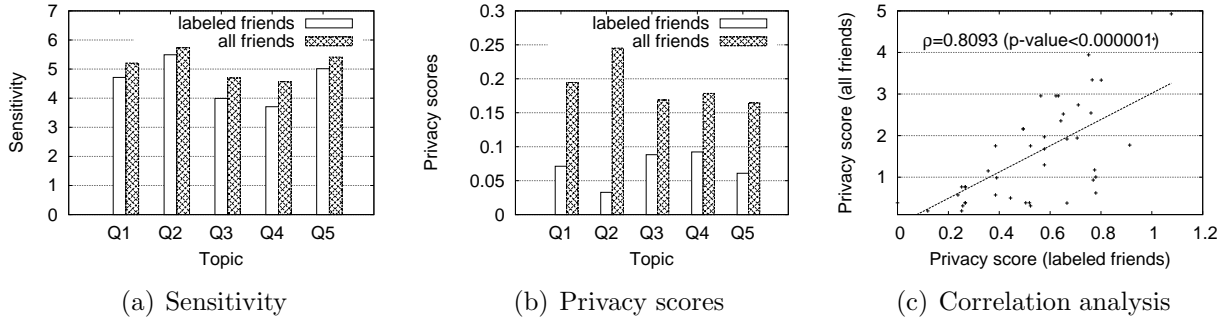 7
6
5
4
3
2
1
0
Sensitivity
labeled friends
all friends
Q1 Q2 Q3 Q4 Q5
Topic
(a) Sensitivity
0.3
0.25
0.2
0.15
0.1
0.05
0
Privacy scores
labeled friends
all friends
Q1 Q2 Q3 Q4 Q5
Topic
(b) Privacy scores
5
4
3
2
1
Privacy score (all friends)
ρ=0.8093 (p-value<0.000001)
0 0.2 0.4 0.6 0.8 1 1.2
Privacy score (labeled friends)
(c) Correlation analysis